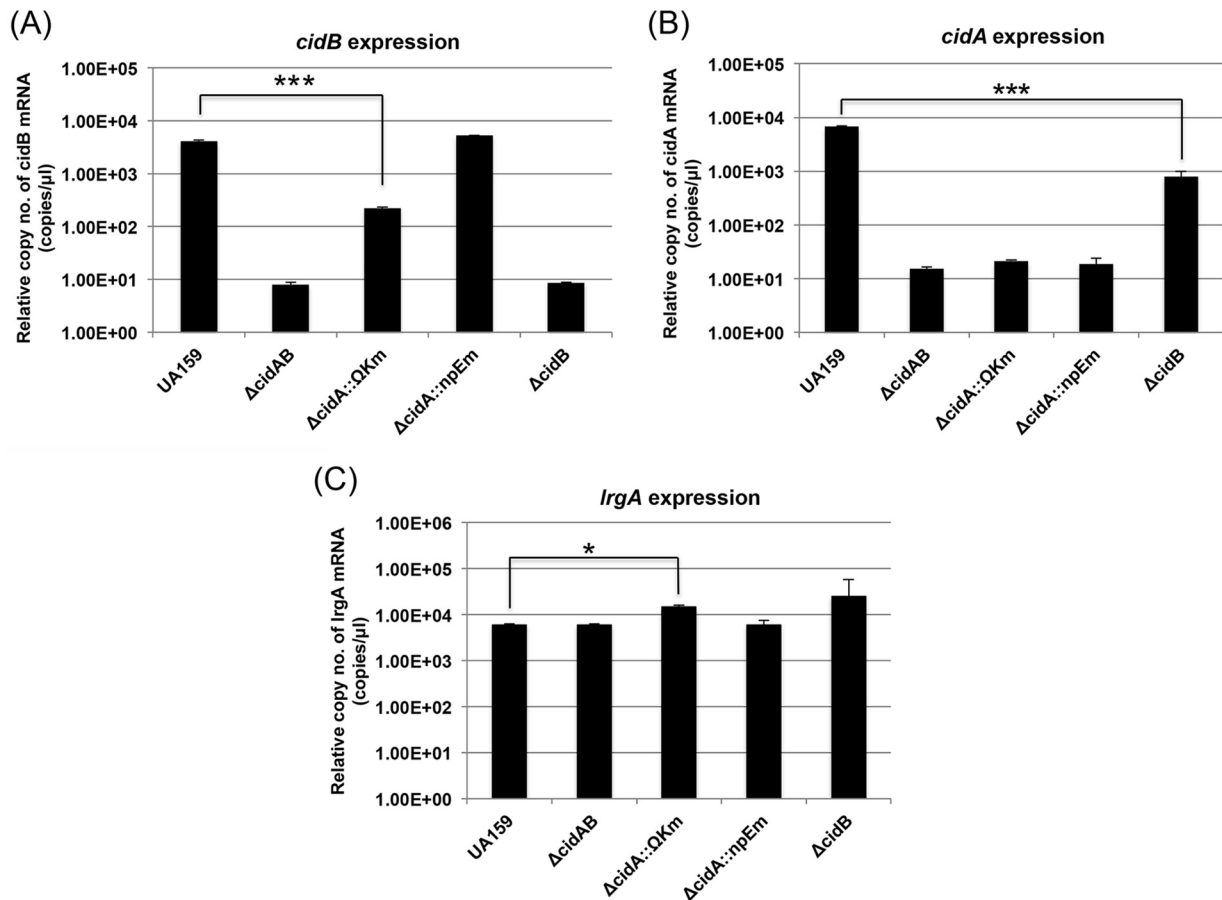 (A)
cidB expression
Relative copy no. of cidB mRNA
(copies/µl)
1.00E+05
1.00E+04
1.00E+03
1.00E+02
1.00E+01
1.00E+00
***
UA159
ΔcidAB
ΔcidA::ΩKm
ΔcidA::npEm
ΔcidB
(B)
cidA expression
Relative copy no. of cidA mRNA
(copies/µl)
1.00E+05
1.00E+04
1.00E+03
1.00E+02
1.00E+01
1.00E+00
***
UA159
ΔcidAB
ΔcidA::ΩKm
ΔcidA::npEm
ΔcidB
(C)
lrgA expression
Relative copy no. of lrgA mRNA
(copies/µl)
1.00E+06
1.00E+05
1.00E+04
1.00E+03
1.00E+02
1.00E+01
1.00E+00
*
UA159
ΔcidAB
ΔcidA::ΩKm
ΔcidA::npEm
ΔcidB